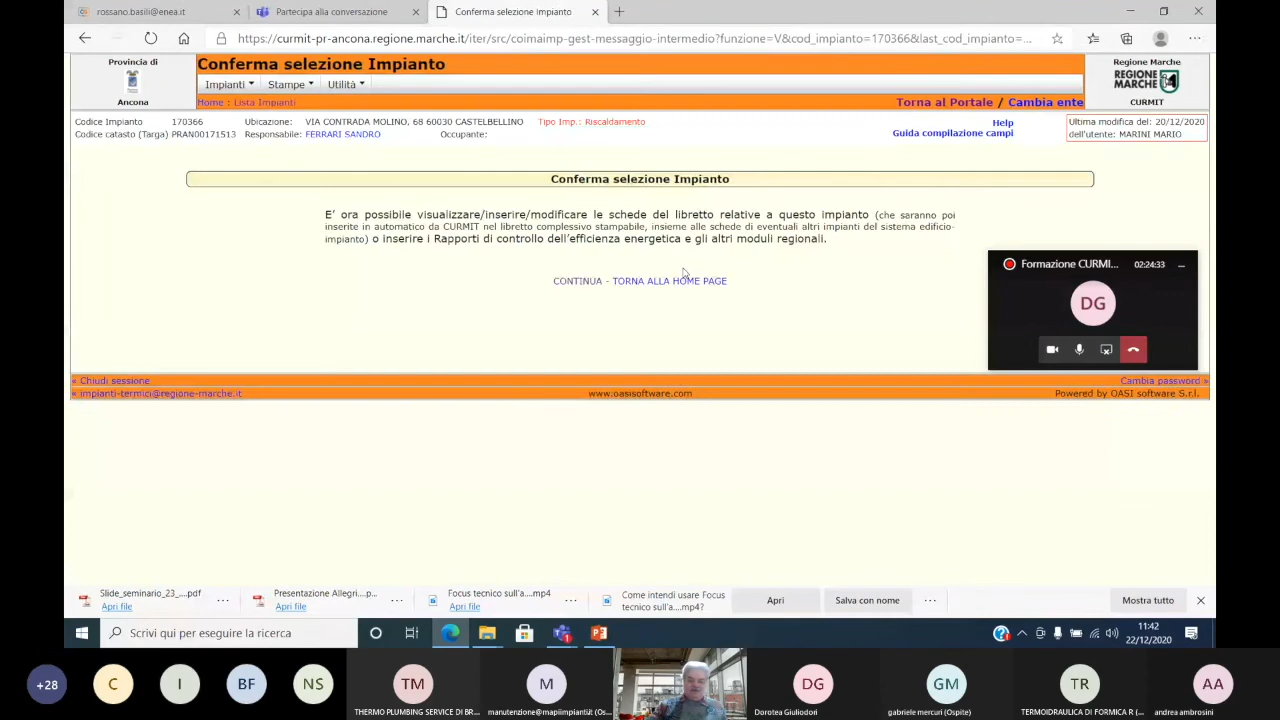 rossano.basili@enea.it
Partecipa alla conversazione
Conferma selezione Impianto
https://curmit-pr-ancona.regione.marche.it/iter/src/coimaimp-gest-messaggio-intermedio?funzione=V&cod_impianto=170366&last_cod_impianto=...
Provincia di
Ancona
Conferma selezione Impianto
Impianti
Stampe
Utilità
Home : Lista Impianti
Torna al Portale / Cambia ente
Regione Marche
REGIONE
MARCHE
CURMIT
Codice Impianto 170366 Ubicazione: VIA CONTRADA MOLINO, 68 60030 CASTELBELLINO Tipo Imp.: Riscaldamento
Codice catasto (Targa) PRAN00171513 Responsabile: FERRARI SANDRO Occupante:
Help
Guida compilazione campi
Ultima modifica del: 20/12/2020
dell'utente: MARINI MARIO
Conferma selezione Impianto
E' ora possibile visualizzare/inserire/modificare le schede del libretto relative a questo impianto (che saranno poi
inserite in automatico da CURMIT nel libretto complessivo stampabile, insieme alle schede di eventuali altri impianti del sistema edificio-
impianto) o inserire i Rapporti di controllo dell'efficienza energetica e gli altri moduli regionali.
CONTINUA - TORNA ALLA HOME PAGE
Formazione CURMI... 02:24:33
DG
« Chiudi sessione
Cambia password »
« impianti-termici@regione-marche.it
www.oasisoftware.com
Powered by OASI software S.r.l.
Slide_seminario_23_....pdf
Apri file
Presentazione Allegri....pdf
Apri file
Focus tecnico sull'a....mp4
Apri file
Come intendi usare Focus
tecnico sull'a....mp4?
Apri
Salva con nome
Mostra tutto
Scrivi qui per eseguire la ricerca
11:42
22/12/2020
+28
C
I
BF
NS
TM
THERMO PLUMBING SERVICE DI BR...
M
manutenzione@mapiimpianti! (Os...
DG
Dorotea Giuliodori
GM
gabriele mercuri (Ospite)
TR
TERMOIDRAULICA DI FORMICA R (...
AA
andrea ambrosini